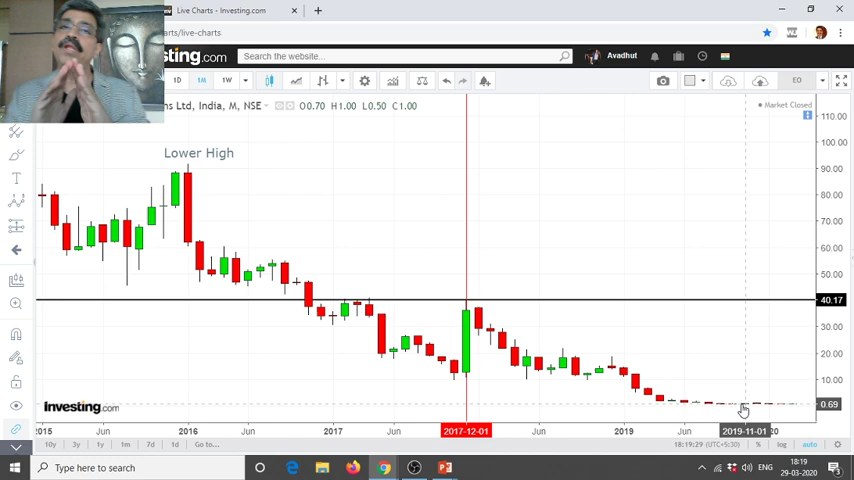 Live Charts - Investing.com
arts/live-charts
sting.com
Search the website...
Avadhut
1D
1M
1W
EO
ns Ltd, India, M, NSE
O0.70 H1.00 L0.50 C1.00
Market Closed
Lower High
110.00
100.00
90.00
80.00
70.00
60.00
50.00
40.17
30.00
20.00
10.00
0.69
Investing.com
2015
Jun
2016
Jun
2017
Jun
2017-12-01
Jun
2019
Jun
2019-11-01
20
10y
3y
1y
1m
7d
1d
Go to...
18:19:29 (UTC+5:30)
%
log
auto
Type here to search
ENG
18:19
29-03-2020
3